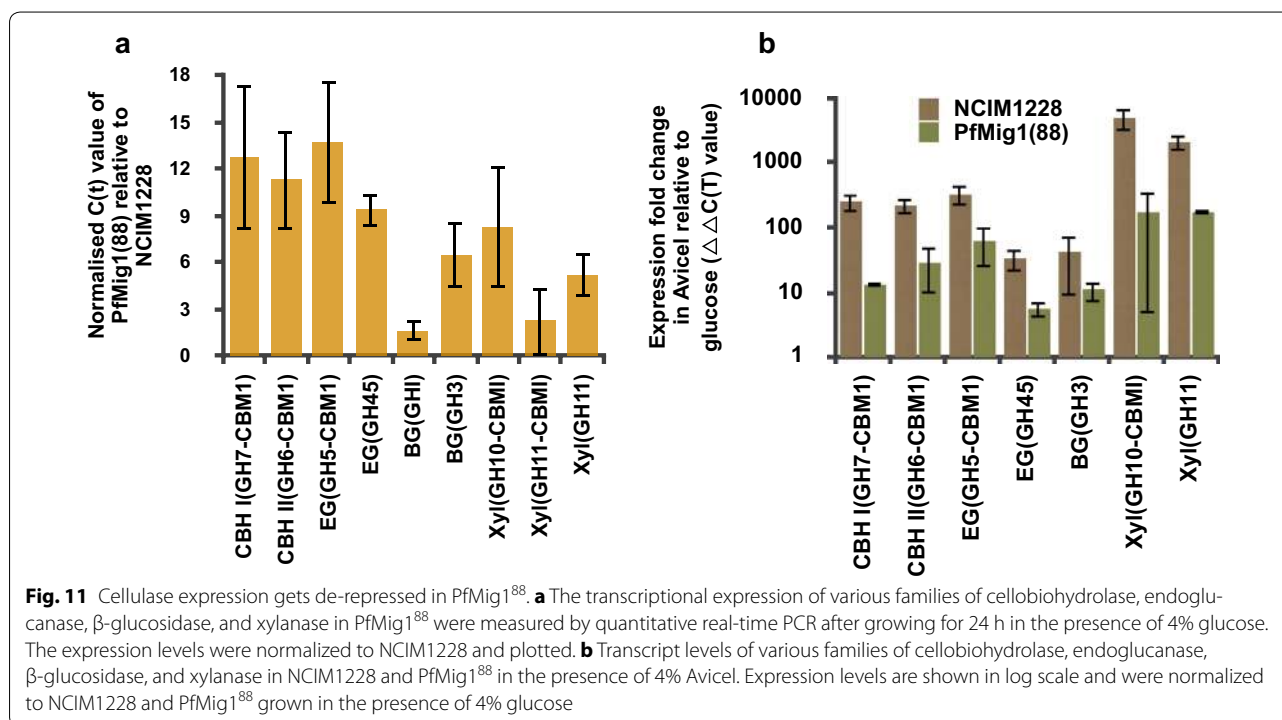 a
Normalised C(t) value of
PfMig1(88) relative to
NCIM1228
18
15
12
9
6
3
0
CBH I(GH7-CBM1)
CBH II(GH6-CBM1)
EG(GH5-CBM1)
EG(GH45)
BG(GHI)
BG(GH3)
Xyl(GH10-CBMI)
Xyl(GH11-CBMI)
Xyl(GH11)
b
Expression fold change
in Avicel relative to
glucose (△△C(T) value)
10000
1000
100
10
1
NCIM1228
PfMig1(88)
CBH I(GH7-CBM1)
CBH II(GH6-CBM1)
EG(GH5-CBM1)
EG(GH45)
BG(GH3)
Xyl(GH10-CBMI)
Xyl(GH11)
Fig. 11 Cellulase expression gets de-repressed in PfMig1⁸⁸. a The transcriptional expression of various families of cellobiohydrolase, endoglu-
canase, β-glucosidase, and xylanase in PfMig1⁸⁸ were measured by quantitative real-time PCR after growing for 24 h in the presence of 4% glucose.
The expression levels were normalized to NCIM1228 and plotted. b Transcript levels of various families of cellobiohydrolase, endoglucanase,
β-glucosidase, and xylanase in NCIM1228 and PfMig1⁸⁸ in the presence of 4% Avicel. Expression levels are shown in log scale and were normalized
to NCIM1228 and PfMig1⁸⁸ grown in the presence of 4% glucose